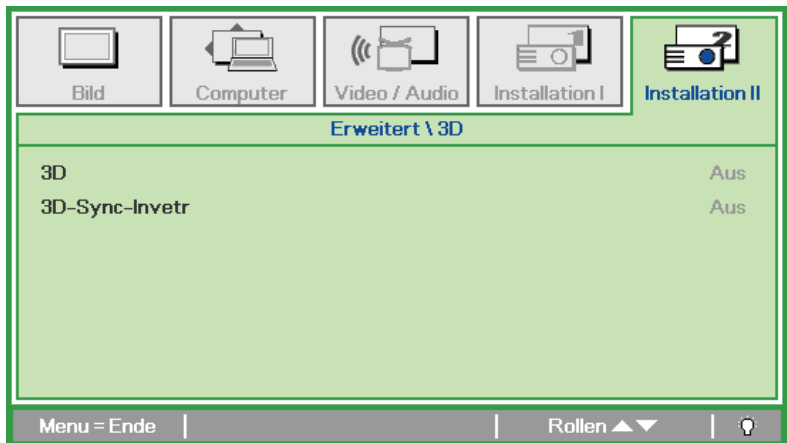 Bild
Computer
Video / Audio
Installation I
Installation II
Erweitert \ 3D
3D Aus
3D-Sync-Invetr Aus
Menu = Ende Rollen ▲▼